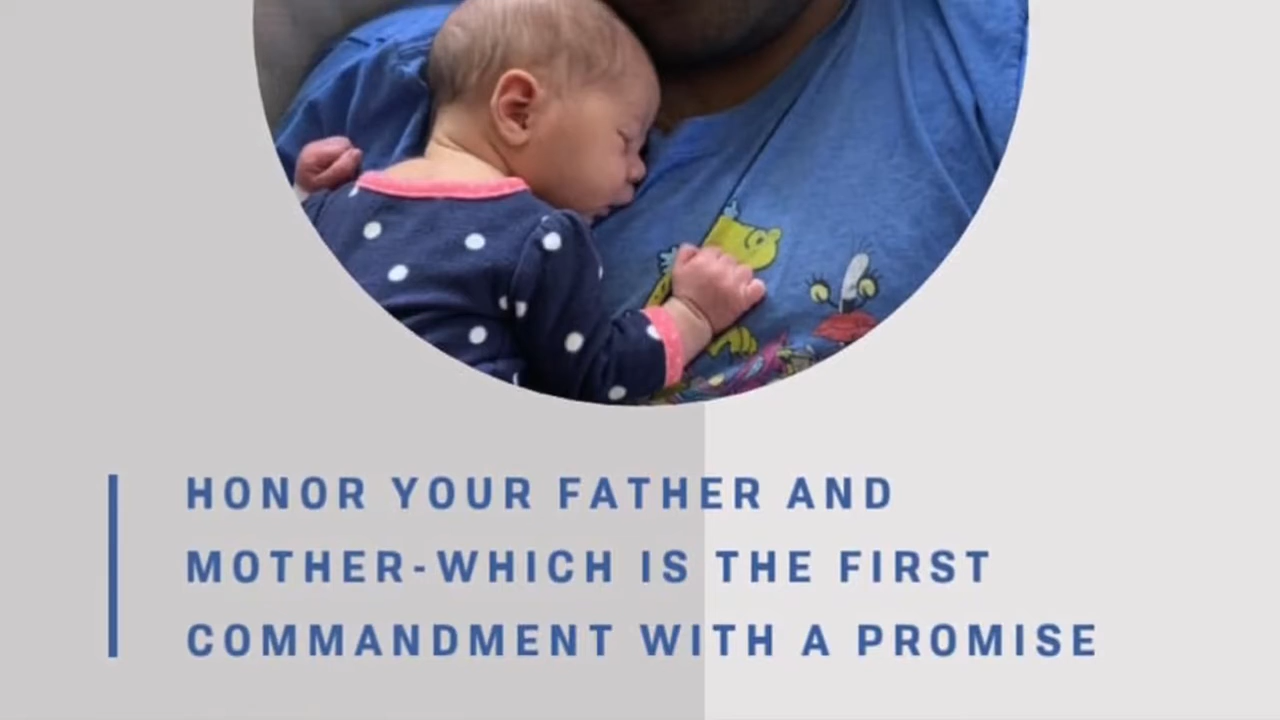 HONOR YOUR FATHER AND
MOTHER-WHICH IS THE FIRST
COMMANDMENT WITH A PROMISE